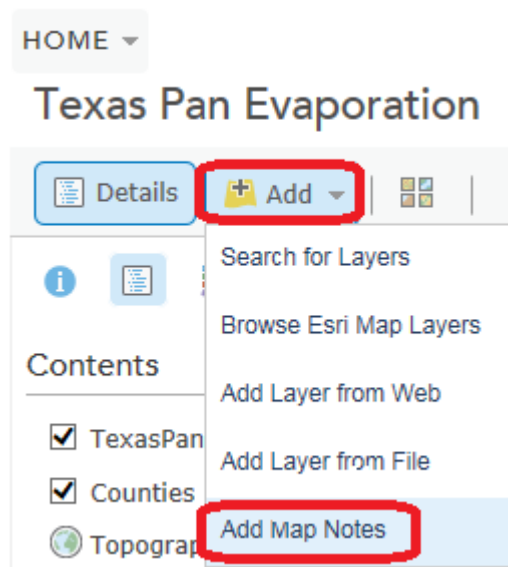 HOME
Texas Pan Evaporation
Details Add
Search for Layers
Browse Esri Map Layers
Contents
Add Layer from Web
TexasPan
Add Layer from File
Counties
Add Map Notes
Topograp